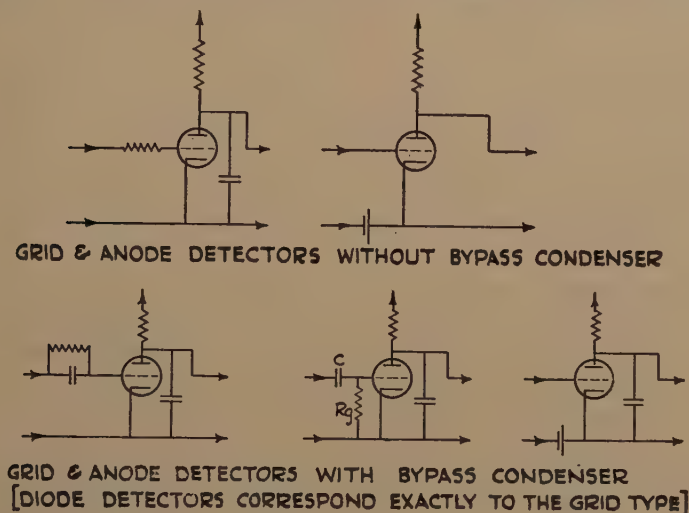 GRID & ANODE DETECTORS WITHOUT BYPASS CONDENSER
C
Rg
GRID & ANODE DETECTORS WITH BYPASS CONDENSER
[DIODE DETECTORS CORRESPOND EXACTLY TO THE GRID TYPE]